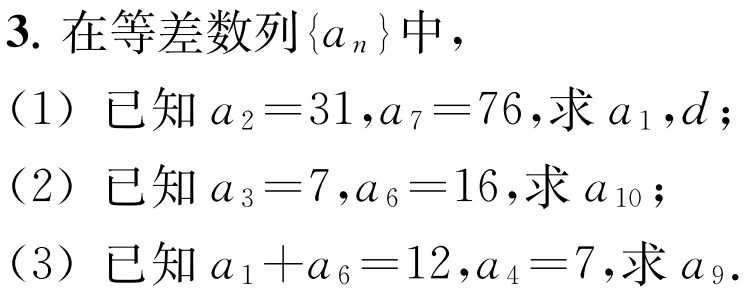 3. 在等差数列{aₙ}中,
(1) 已知 a₂=31,a₇=76,求 a₁,d;
(2) 已知 a₃=7,a₆=16,求 a₁₀;
(3) 已知 a₁+a₆=12,a₄=7,求 a₉.